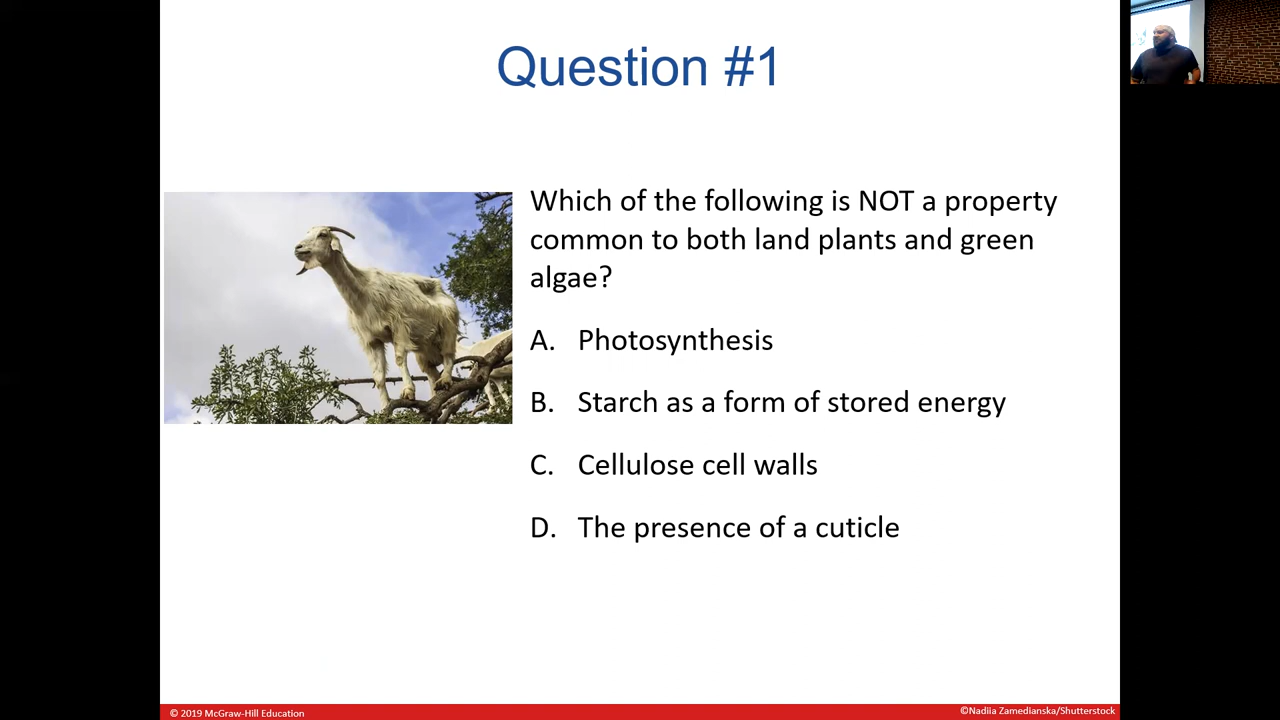 Question #1
Which of the following is NOT a property
common to both land plants and green
algae?
A. Photosynthesis
B. Starch as a form of stored energy
C. Cellulose cell walls
D. The presence of a cuticle
© 2019 McGraw-Hill Education
©Nadiia Zamedianska/Shutterstock